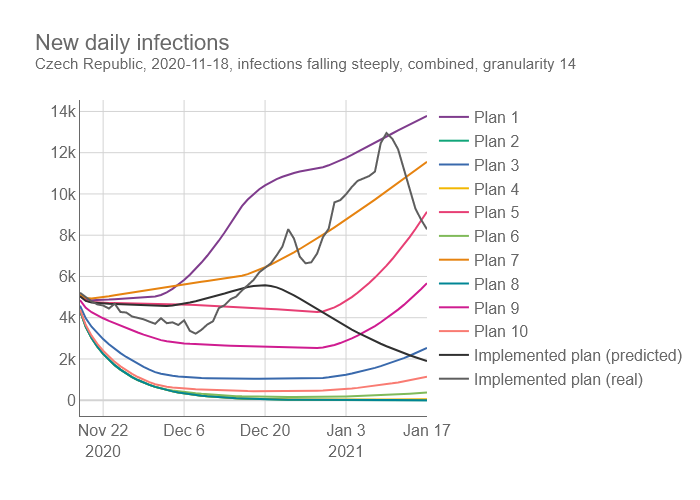 New daily infections
Czech Republic, 2020-11-18, infections falling steeply, combined, granularity 14
14k
12k
10k
8k
6k
4k
2k
0
Nov 22
2020
Dec 6
Dec 20
Jan 3
2021
Jan 17
Plan 1
Plan 2
Plan 3
Plan 4
Plan 5
Plan 6
Plan 7
Plan 8
Plan 9
Plan 10
Implemented plan (predicted)
Implemented plan (real)